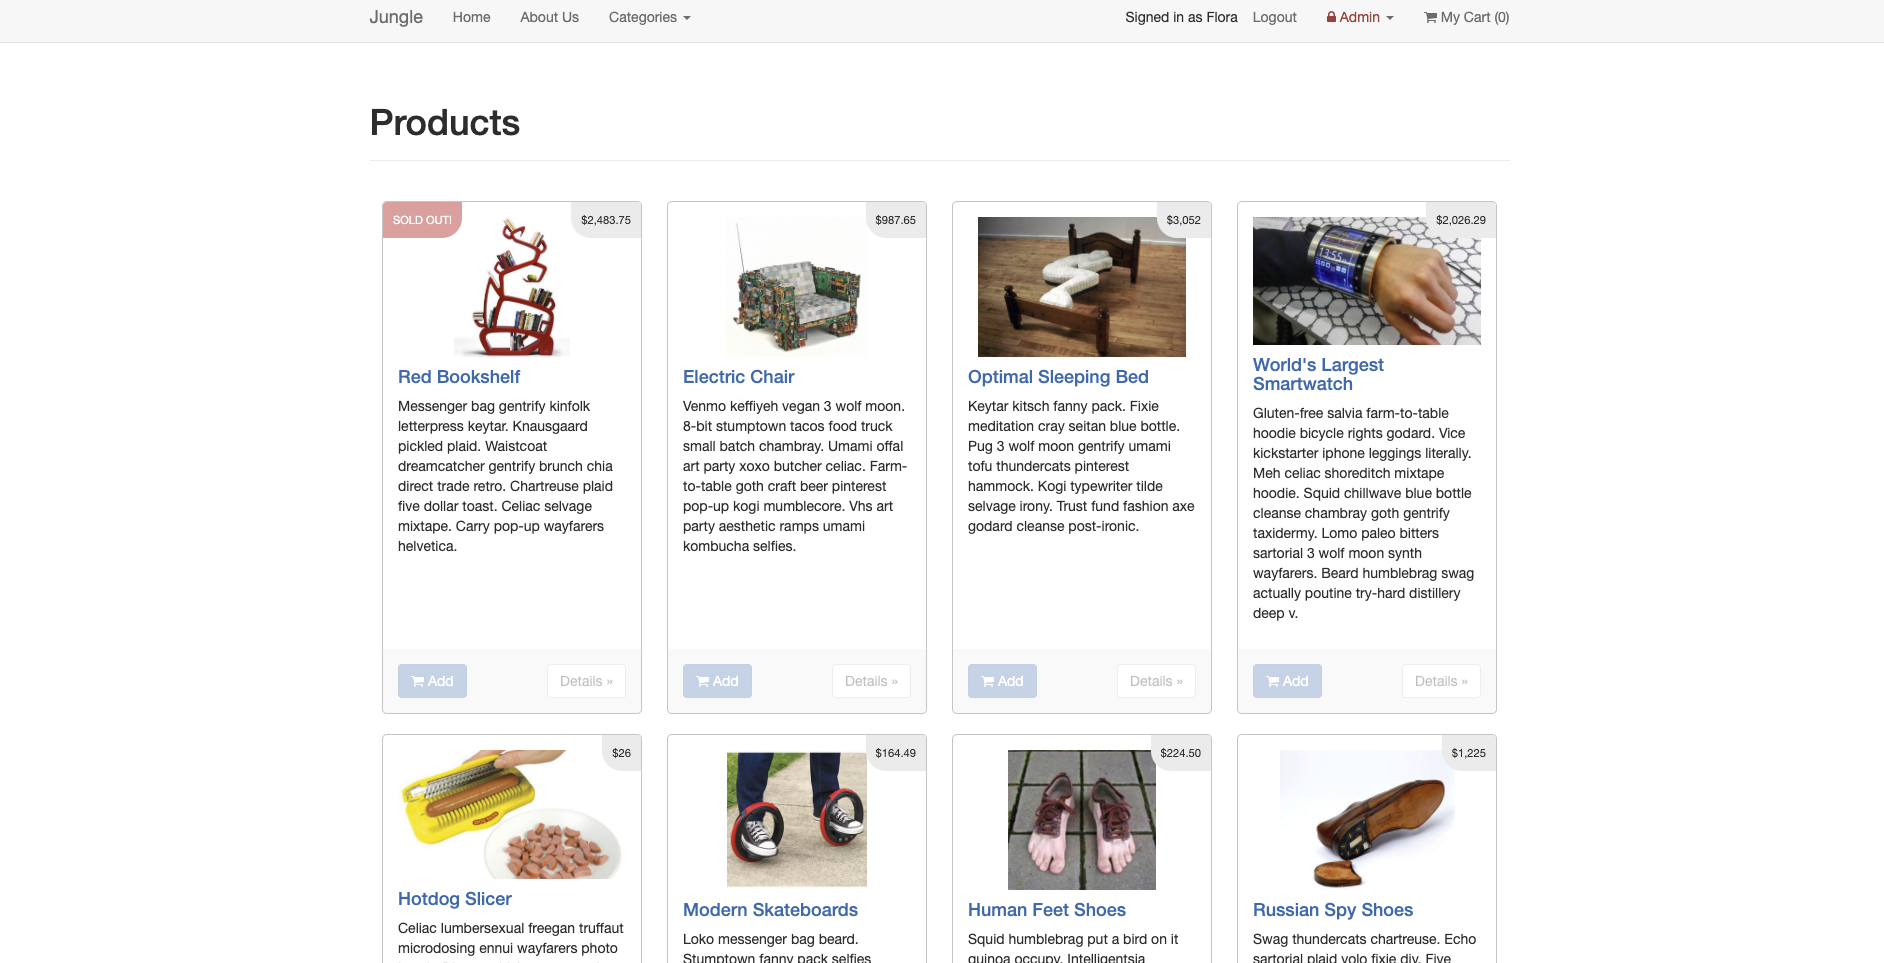 Jungle Home About Us Categories Signed in as Flora Logout Admin My Cart (0)
Products
SOLD OUT!
$2,483.75
Red Bookshelf
Messenger bag gentrify kinfolk
letterpress keytar. Knausgaard
pickled plaid. Waistcoat
dreamcatcher gentrify brunch chia
direct trade retro. Chartreuse plaid
five dollar toast. Celiac selvage
mixtape. Carry pop-up wayfarers
helvetica.
Add Details »
$987.65
Electric Chair
Venmo keffiyeh vegan 3 wolf moon.
8-bit stumptown tacos food truck
small batch chambray. Umami offal
art party xoxo butcher celiac. Farm-
to-table goth craft beer pinterest
pop-up kogi mumblecore. Vhs art
party aesthetic ramps umami
kombucha selfies.
Add Details »
$3,052
Optimal Sleeping Bed
Keytar kitsch fanny pack. Fixie
meditation cray seitan blue bottle.
Pug 3 wolf moon gentrify umami
tofu thundercats pinterest
hammock. Kogi typewriter tilde
selvage irony. Trust fund fashion axe
godard cleanse post-ironic.
Add Details »
$2,026.29
13:55
World's Largest
Smartwatch
Gluten-free salvia farm-to-table
hoodie bicycle rights godard. Vice
kickstarter iphone leggings literally.
Meh celiac shoreditch mixtape
hoodie. Squid chillwave blue bottle
cleanse chambray goth gentrify
taxidermy. Lomo paleo bitters
sartorial 3 wolf moon synth
wayfarers. Beard humblebrag swag
actually poutine try-hard distillery
deep v.
Add Details »
$26
Hotdog Slicer
Celiac lumbersexual freegan truffaut
microdosing ennui wayfarers photo
$164.49
Modern Skateboards
Loko messenger bag beard.
Stumptown fanny pack selfies
$224.50
Human Feet Shoes
Squid humblebrag put a bird on it
quinoa occupy. Intelligentsia
$1,225
Russian Spy Shoes
Swag thundercats chartreuse. Echo
sartorial plaid yolo fixie diy. Five